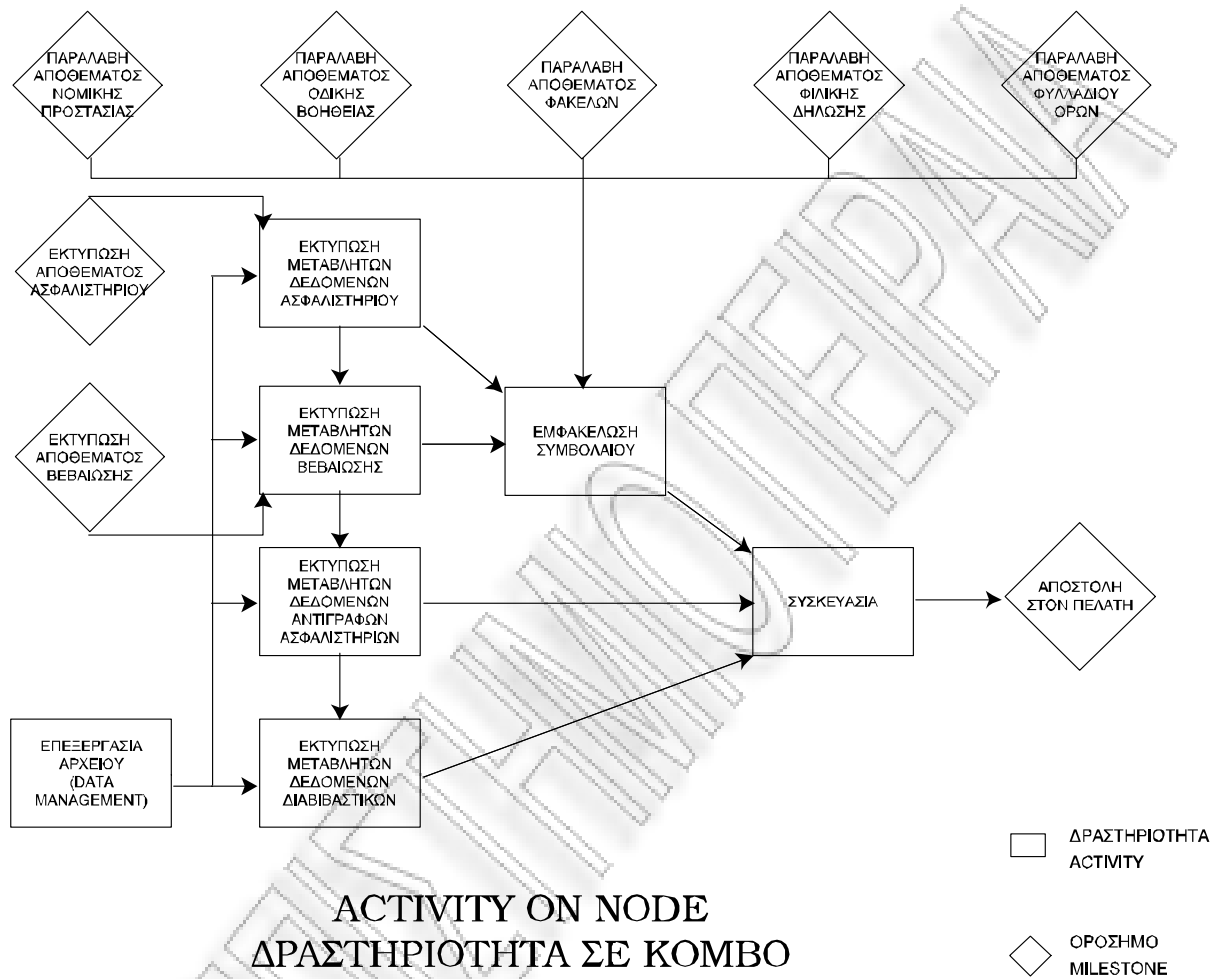 ΠΑΡΑΛΑΒΗ
ΑΠΟΘΕΜΑΤΟΣ
ΝΟΜΙΚΗΣ
ΠΡΟΣΤΑΣΙΑΣ
ΠΑΡΑΛΑΒΗ
ΑΠΟΘΕΜΑΤΟΣ
ΟΔΙΚΗΣ
ΒΟΗΘΕΙΑΣ
ΠΑΡΑΛΑΒΗ
ΑΠΟΘΕΜΑΤΟΣ
ΦΑΚΕΛΩΝ
ΠΑΡΑΛΑΒΗ
ΑΠΟΘΕΜΑΤΟΣ
ΦΙΛΙΚΗΣ
ΔΗΛΩΣΗΣ
ΠΑΡΑΛΑΒΗ
ΑΠΟΘΕΜΑΤΟΣ
ΦΥΛΛΑΔΙΟΥ
ΟΡΩΝ
ΕΚΤΥΠΩΣΗ
ΑΠΟΘΕΜΑΤΟΣ
ΑΣΦΑΛΙΣΤΗΡΙΟΥ
ΕΚΤΥΠΩΣΗ
ΜΕΤΑΒΛΗΤΩΝ
ΔΕΔΟΜΕΝΩΝ
ΑΣΦΑΛΙΣΤΗΡΙΟΥ
ΕΚΤΥΠΩΣΗ
ΑΠΟΘΕΜΑΤΟΣ
ΒΕΒΑΙΩΣΗΣ
ΕΚΤΥΠΩΣΗ
ΜΕΤΑΒΛΗΤΩΝ
ΔΕΔΟΜΕΝΩΝ
ΒΕΒΑΙΩΣΗΣ
ΕΜΦΑΚΕΛΩΣΗ
ΣΥΜΒΟΛΑΙΟΥ
ΕΚΤΥΠΩΣΗ
ΜΕΤΑΒΛΗΤΩΝ
ΔΕΔΟΜΕΝΩΝ
ΑΝΤΙΓΡΑΦΩΝ
ΑΣΦΑΛΙΣΤΗΡΙΩΝ
ΣΥΣΚΕΥΑΣΙΑ
ΑΠΟΣΤΟΛΗ
ΣΤΟΝ ΠΕΛΑΤΗ
ΕΠΕΞΕΡΓΑΣΙΑ
ΑΡΧΕΙΟΥ
(DATA
MANAGEMENT)
ΕΚΤΥΠΩΣΗ
ΜΕΤΑΒΛΗΤΩΝ
ΔΕΔΟΜΕΝΩΝ
ΔΙΑΒΙΒΑΣΤΙΚΩΝ
ΔΡΑΣΤΗΡΙΟΤΗΤΑ
ACTIVITY
ACTIVITY ON NODE
ΔΡΑΣΤΗΡΙΟΤΗΤΑ ΣΕ ΚΟΜΒΟ
ΟΡΟΣΗΜΟ
MILESTONE